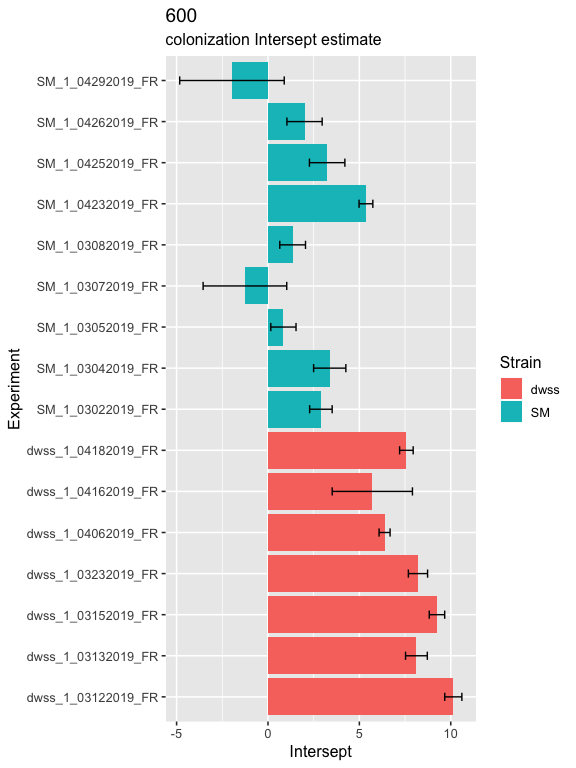 600
colonization Intersept estimate
Experiment
SM_1_04292019_FR
SM_1_04262019_FR
SM_1_04252019_FR
SM_1_04232019_FR
SM_1_03082019_FR
SM_1_03072019_FR
SM_1_03052019_FR
SM_1_03042019_FR
SM_1_03022019_FR
dwss_1_04182019_FR
dwss_1_04162019_FR
dwss_1_04062019_FR
dwss_1_03232019_FR
dwss_1_03152019_FR
dwss_1_03132019_FR
dwss_1_03122019_FR
-5 0 5 10
Intersept
Strain
dwss
SM